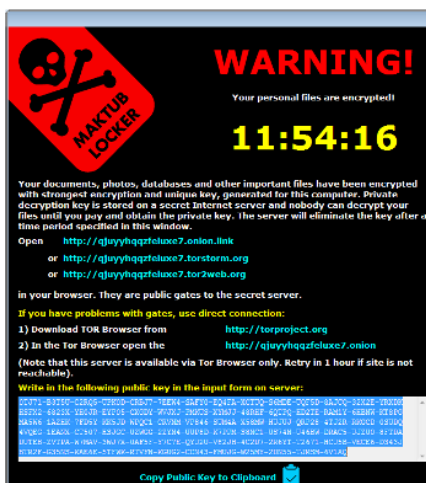 MAKTUB
LOCKER
WARNING!
Your personal files are encrypted!
11:54:16
Your documents, photos, databases and other important files have been encrypted
with strongest encryption and unique key, generated for this computer. Private
decryption key is stored on a secret Internet server and nobody can decrypt your
files until you pay and obtain the private key. The server will eliminate the key after a
time period specified in this window.
Open http://qjuyyhqqzfeluxe7.onion.link
or http://qjuyyhqqzfeluxe7.torstorm.org
or http://qjuyyhqqzfeluxe7.tor2web.org
in your browser. They are public gates to the secret server.
If you have problems with gates, use direct connection:
1) Download TOR Browser from http://torproject.org
2) In the Tor Browser open the http://qjuyyhqqzfeluxe7.onion
(Note that this server is available via Tor Browser only. Retry in 1 hour if site is not
reachable).
Write in the following public key in the input form on server:
Copy Public Key to Clipboard